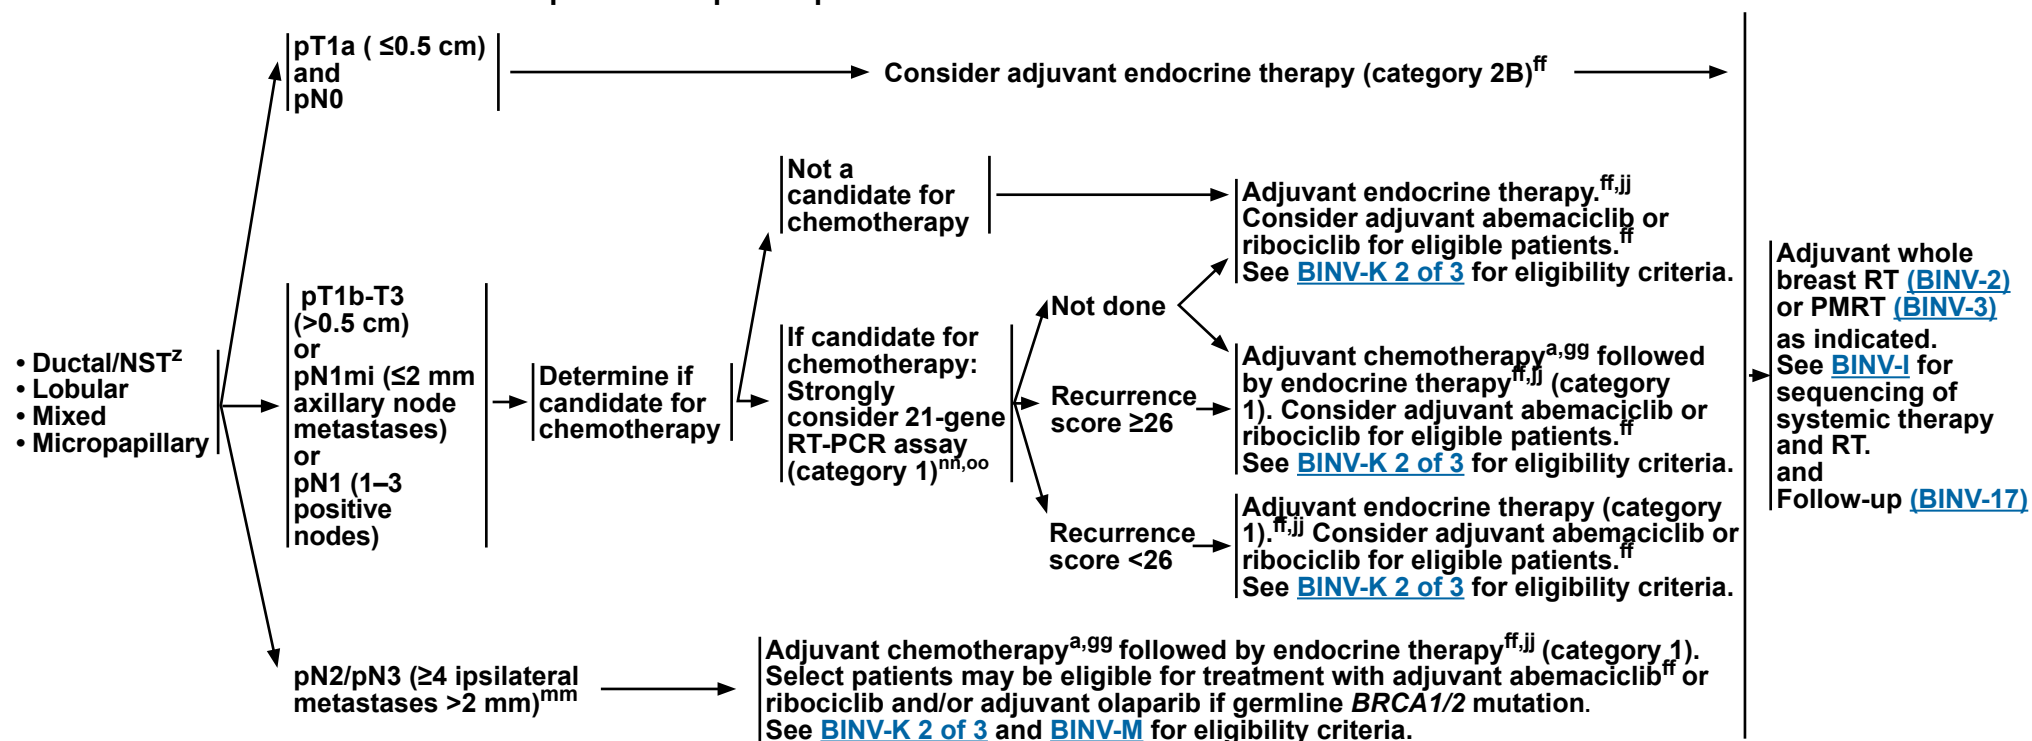 • Ductal/NSTz
• Lobular
• Mixed
• Micropapillary
pT1a ( ≤0.5 cm)
and
pN0
Consider adjuvant endocrine therapy (category 2B)ff
pT1b-T3
(>0.5 cm)
or
pN1mi (≤2 mm
axillary node
metastases)
or
pN1 (1–3
positive
nodes)
Determine if
candidate for
chemotherapy
Not a
candidate for
chemotherapy
If candidate for
chemotherapy:
Strongly
consider 21-gene
RT-PCR assay
(category 1)nn,oo
Not done
Recurrence
score ≥26
Recurrence
score <26
Adjuvant endocrine therapy.ff,jj
Consider adjuvant abemaciclib or
ribociclib for eligible patients.ff
See BINV-K 2 of 3 for eligibility criteria.
Adjuvant chemotherapya,gg followed
by endocrine therapyff,jj (category
1). Consider adjuvant abemaciclib or
ribociclib for eligible patients.ff
See BINV-K 2 of 3 for eligibility criteria.
Adjuvant endocrine therapy (category
1).ff,jj Consider adjuvant abemaciclib or
ribociclib for eligible patients.ff
See BINV-K 2 of 3 for eligibility criteria.
pN2/pN3 (≥4 ipsilateral
metastases >2 mm)mm
Adjuvant chemotherapya,gg followed by endocrine therapyff,jj (category 1).
Select patients may be eligible for treatment with adjuvant abemaciclibff or
ribociclib and/or adjuvant olaparib if germline BRCA1/2 mutation.
See BINV-K 2 of 3 and BINV-M for eligibility criteria.
Adjuvant whole
breast RT (BINV-2)
or PMRT (BINV-3)
as indicated.
See BINV-I for
sequencing of
systemic therapy
and RT.
and
Follow-up (BINV-17)